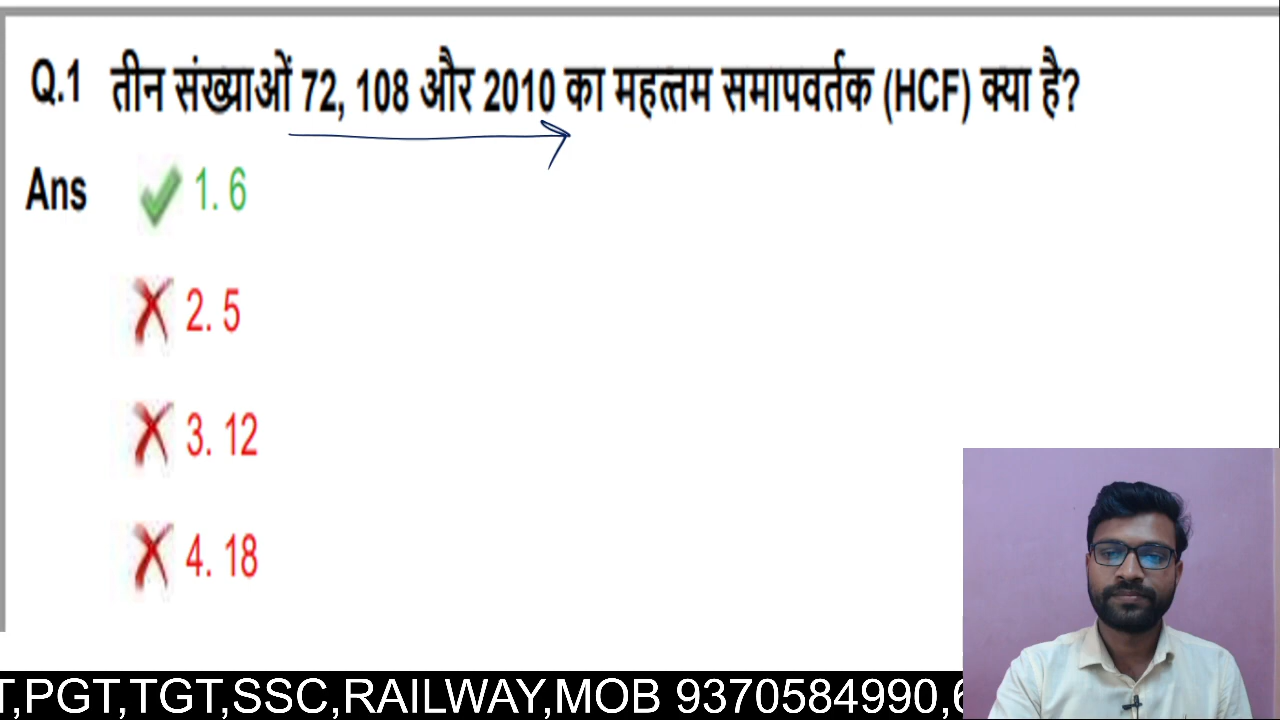 Q.1 तीन संख्याओं 72, 108 और 2010 का महत्तम समापवर्तक (HCF) क्या है?
Ans 1. 6
2. 5
3. 12
4. 18
T,PGT,TGT,SSC,RAILWAY,MOB 9370584990,6